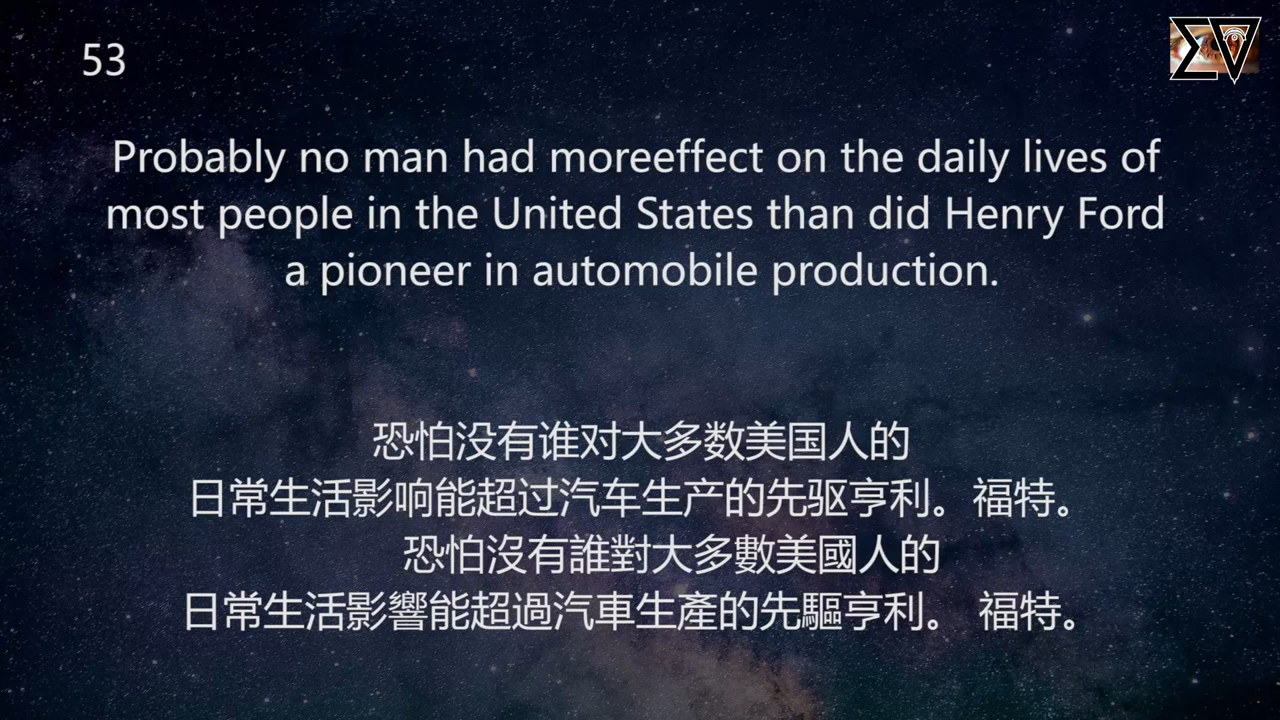 53
Probably no man had moreeffect on the daily lives of
most people in the United States than did Henry Ford
a pioneer in automobile production.
恐怕没有谁对大多数美国人的
日常生活影响能超过汽车生产的先驱亨利。福特。
恐怕沒有誰對大多數美國人的
日常生活影響能超過汽車生產的先驅亨利。 福特。